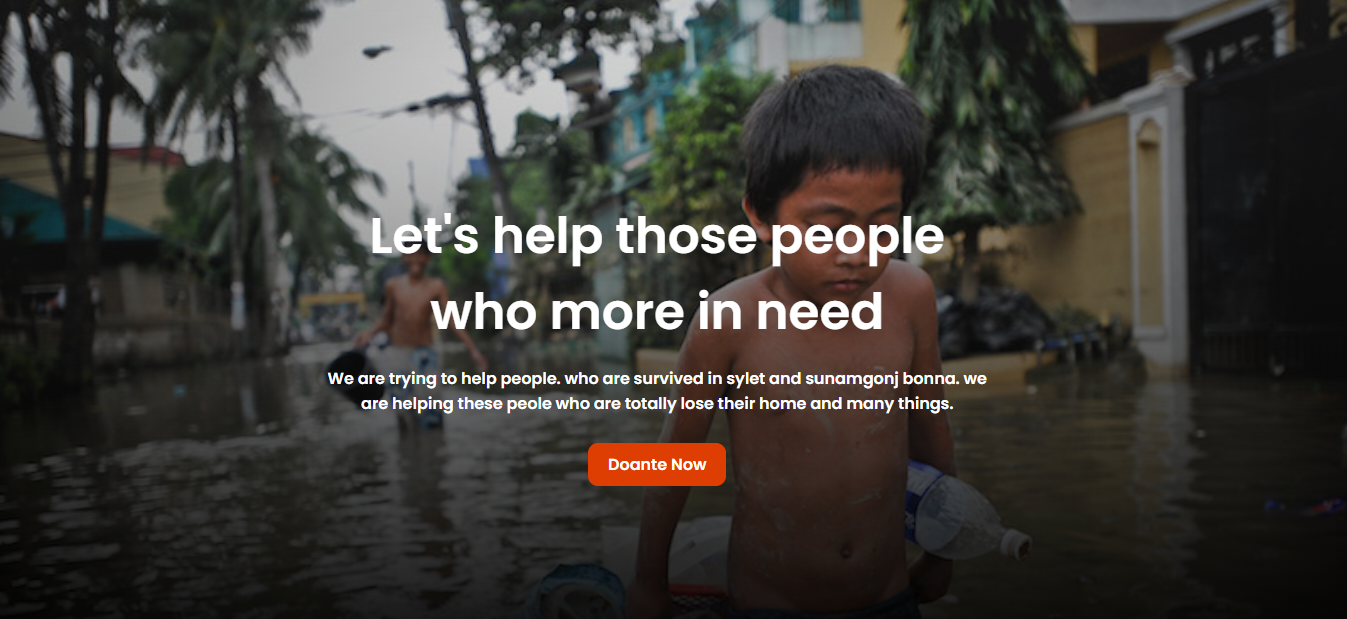 Let's help those people
who more in need
We are trying to help people. who are survived in sylet and sunamgonj bonna. we
are helping these peole who are totally lose their home and many things.
Doante Now